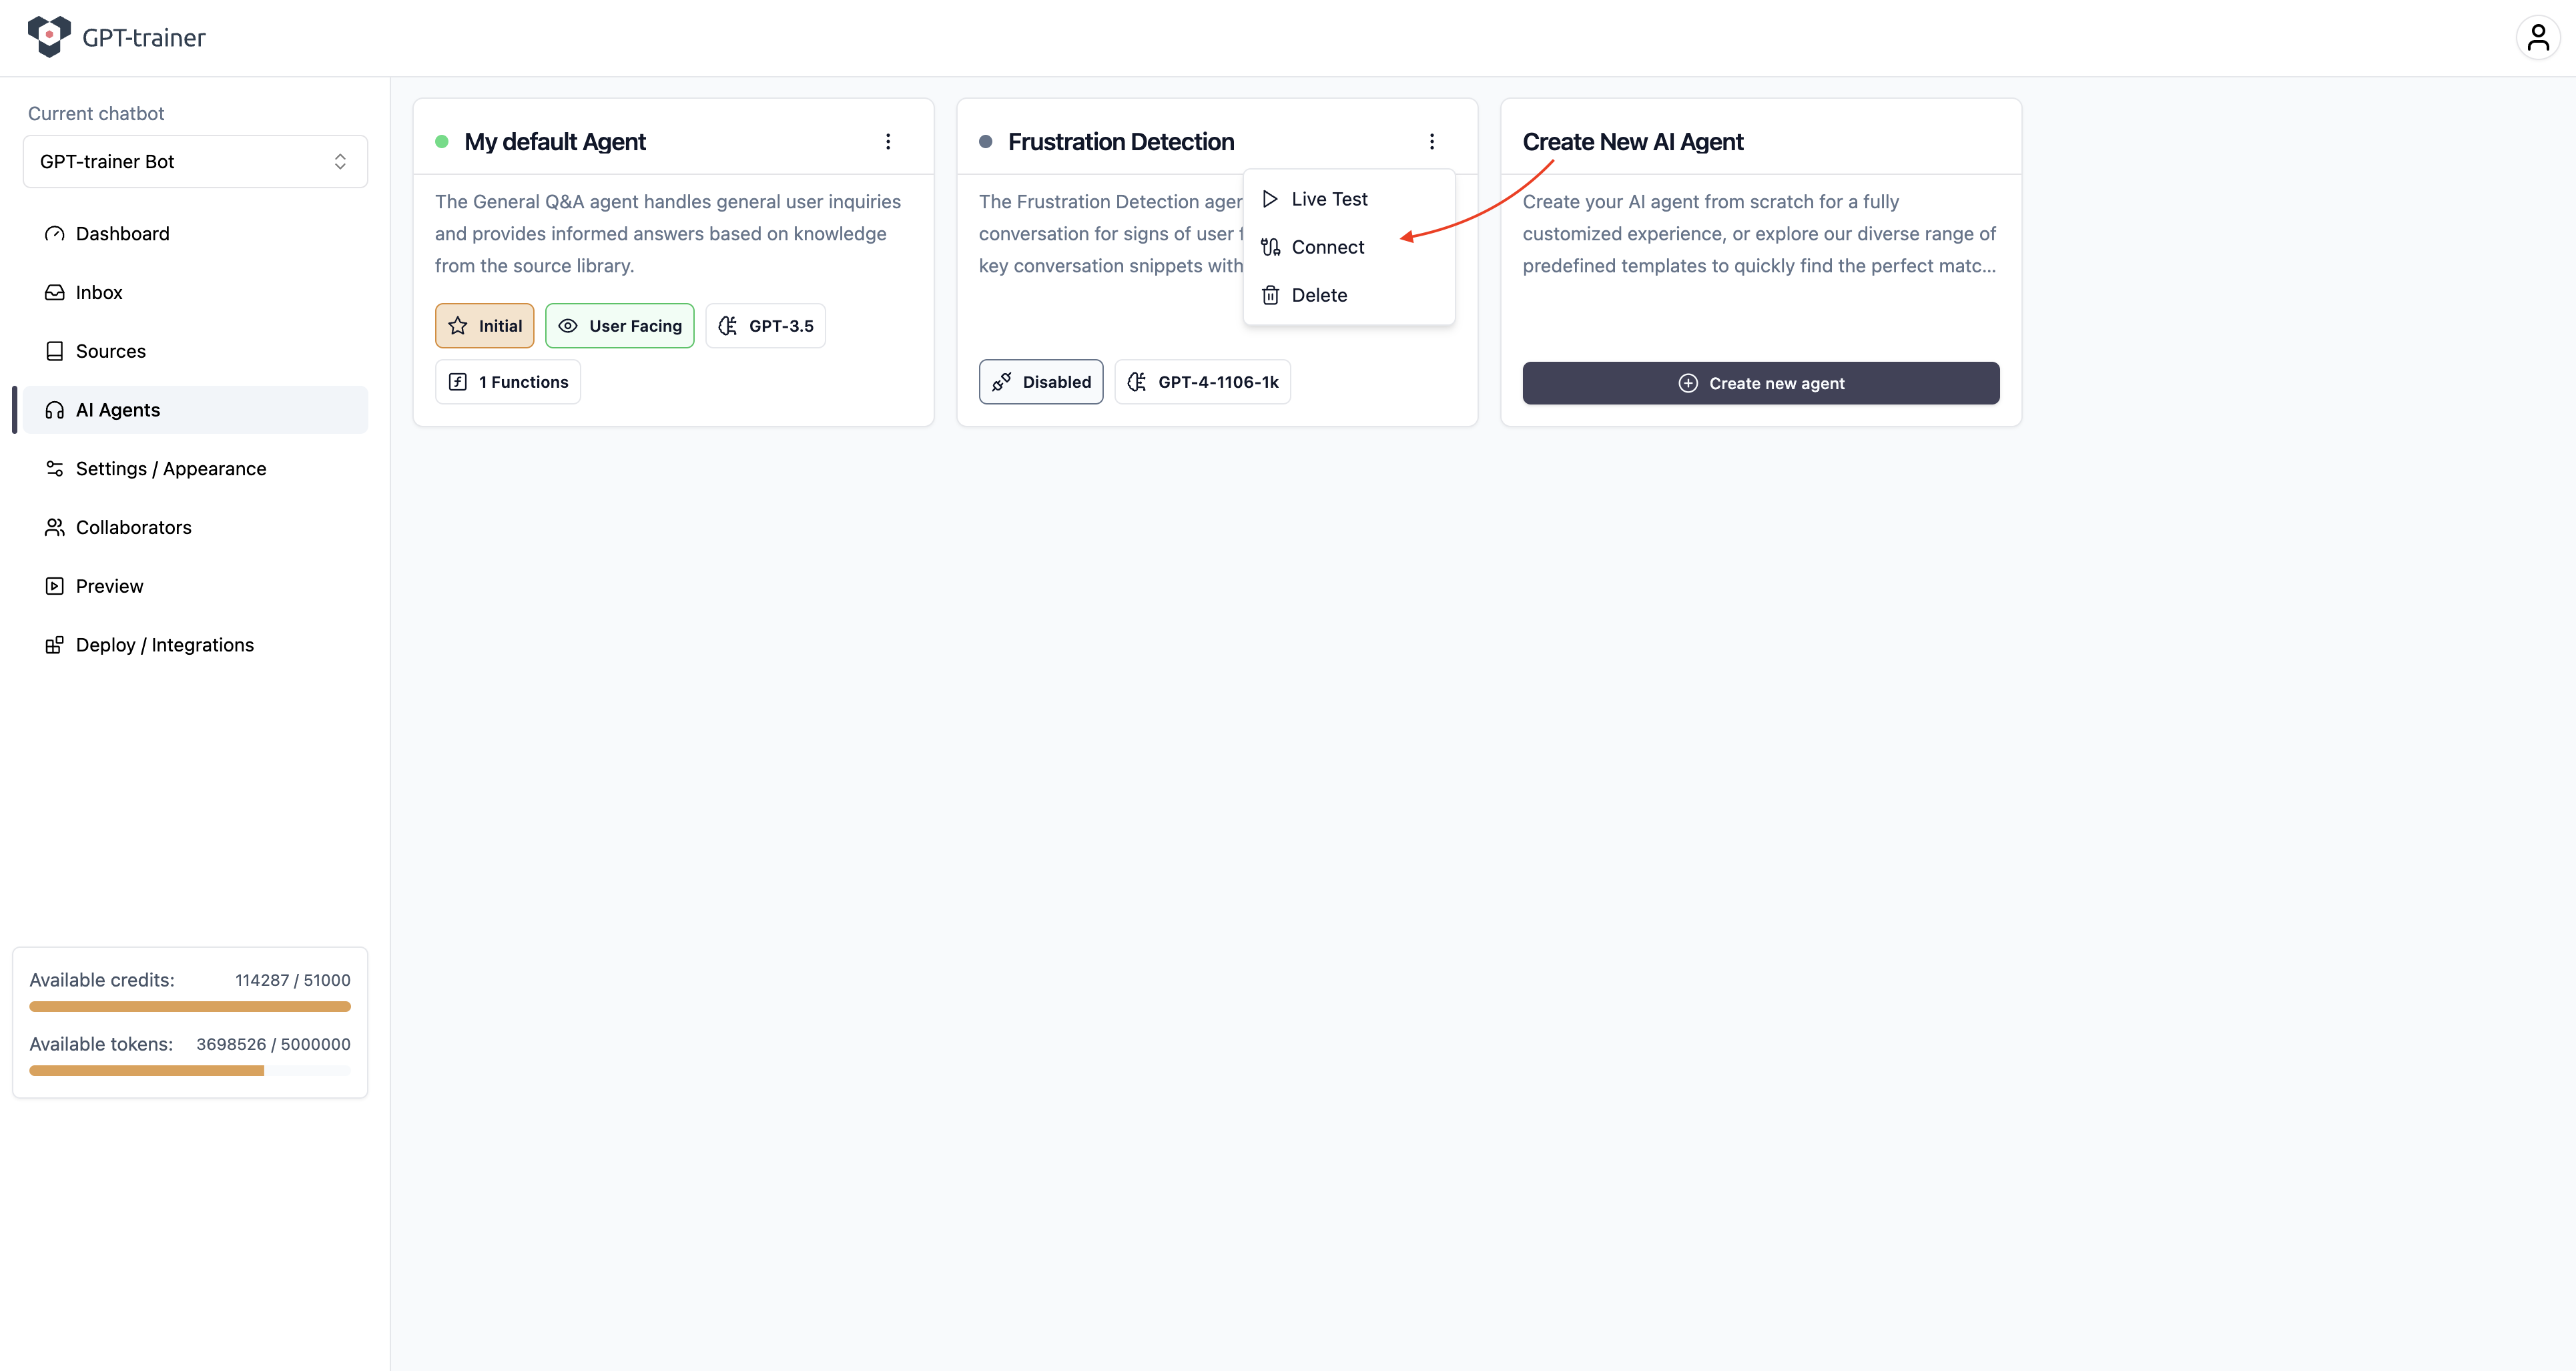 GPT-trainer
Current chatbot
GPT-trainer Bot
Dashboard
Inbox
Sources
AI Agents
Settings / Appearance
Collaborators
Preview
Deploy / Integrations
Available credits: 114287 / 51000
Available tokens: 3698526 / 5000000
My default Agent
The General Q&A agent handles general user inquiries
and provides informed answers based on knowledge
from the source library.
Initial User Facing GPT-3.5
1 Functions
Frustration Detection
The Frustration Detection
conversation for signs of user
key conversation snippets with
Live Test
Connect
Delete
Disabled GPT-4-1106-1k
Create New AI Agent
Create your AI agent from scratch for a fully
customized experience, or explore our diverse range of
predefined templates to quickly find the perfect matc...
Create new agent